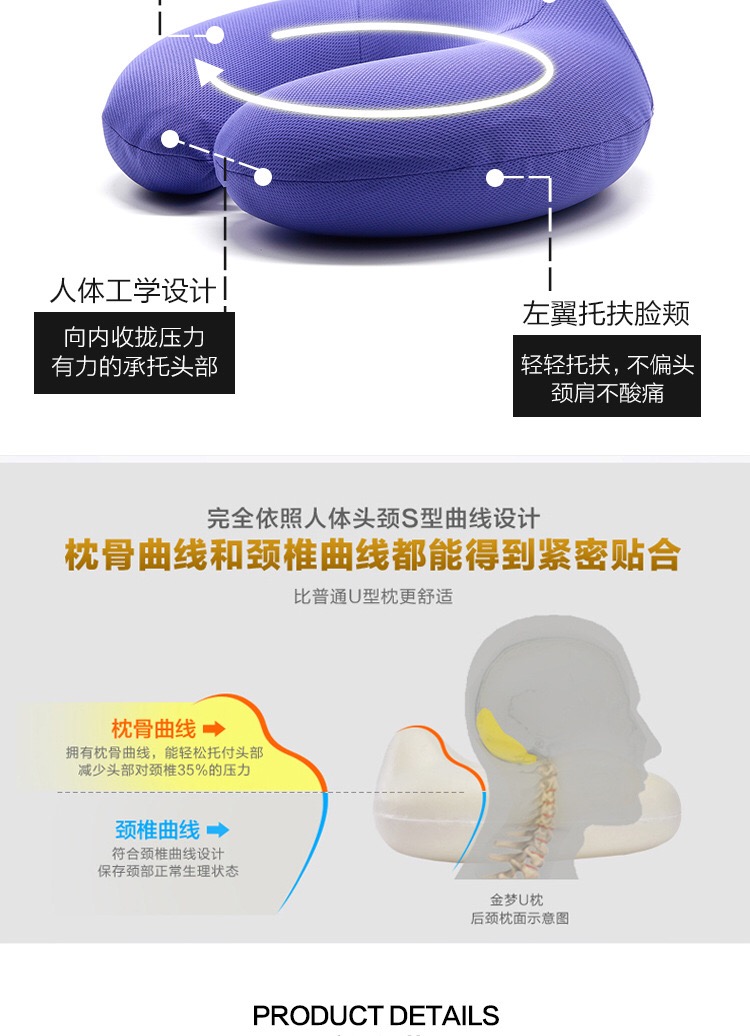 人体工学设计
向内收拢压力
有力的承托头部
左翼托扶脸颊
轻轻托扶，不偏头
颈肩不酸痛
完全依照人体头颈S型曲线设计
枕骨曲线和颈椎曲线都能得到紧密贴合
比普通U型枕更舒适
枕骨曲线
拥有枕骨曲线，能轻松托付头部
减少头部对颈椎35%的压力
颈椎曲线
符合颈椎曲线设计
保存颈部正常生理状态
金梦U枕
后颈枕面示意图
PRODUCT DETAILS